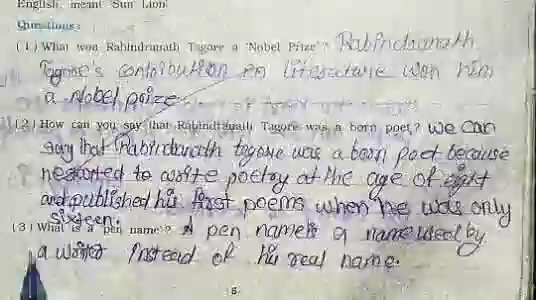 English, meant 'Sun Lion'
Questions:
(1) What won Rabindranath Tagore a 'Nobel Prize'? Rabindranath
Tagore's contribution in literature won him
a Nobel prize
(2) How can you say that Rabindranath Tagore was a born poet? we can
say that Rabindranath tagore was a born poet because
he started to write poetry at the age of eight
and published his first poems when he was only
sixteen.
(3) What is a 'pen name'? A pen name is a name used by
a writer instead of his real name.
5